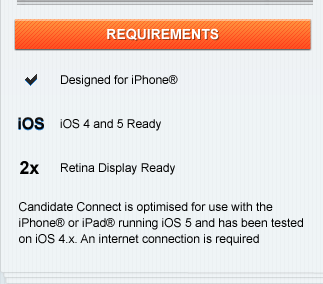 REQUIREMENTS
Designed for iPhone®
iOS iOS 4 and 5 Ready
2x Retina Display Ready
Candidate Connect is optimised for use with the
iPhone® or iPad® running iOS 5 and has been tested
on iOS 4.x. An internet connection is required